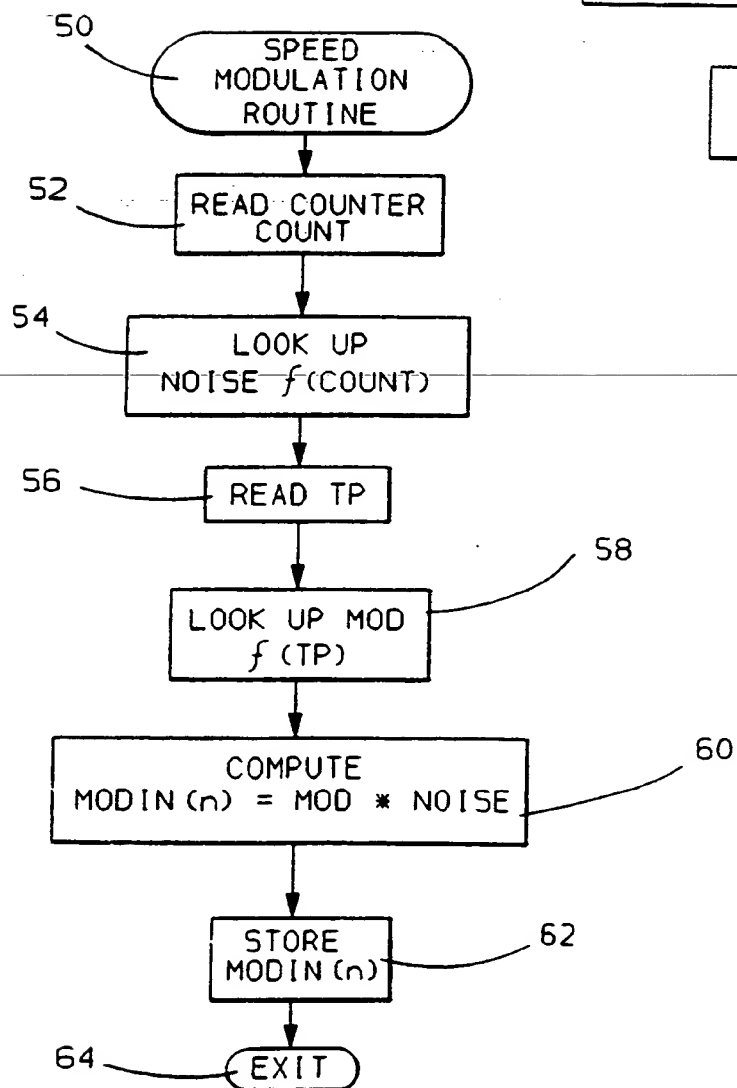 50
SPEED
MODULATION
ROUTINE
52
READ COUNTER
COUNT
54
LOOK UP
NOISE f(COUNT)
56
READ TP
58
LOOK UP MOD
f(TP)
60
COMPUTE
MODIN(n) = MOD * NOISE
62
STORE
MODIN(n)
64
EXIT